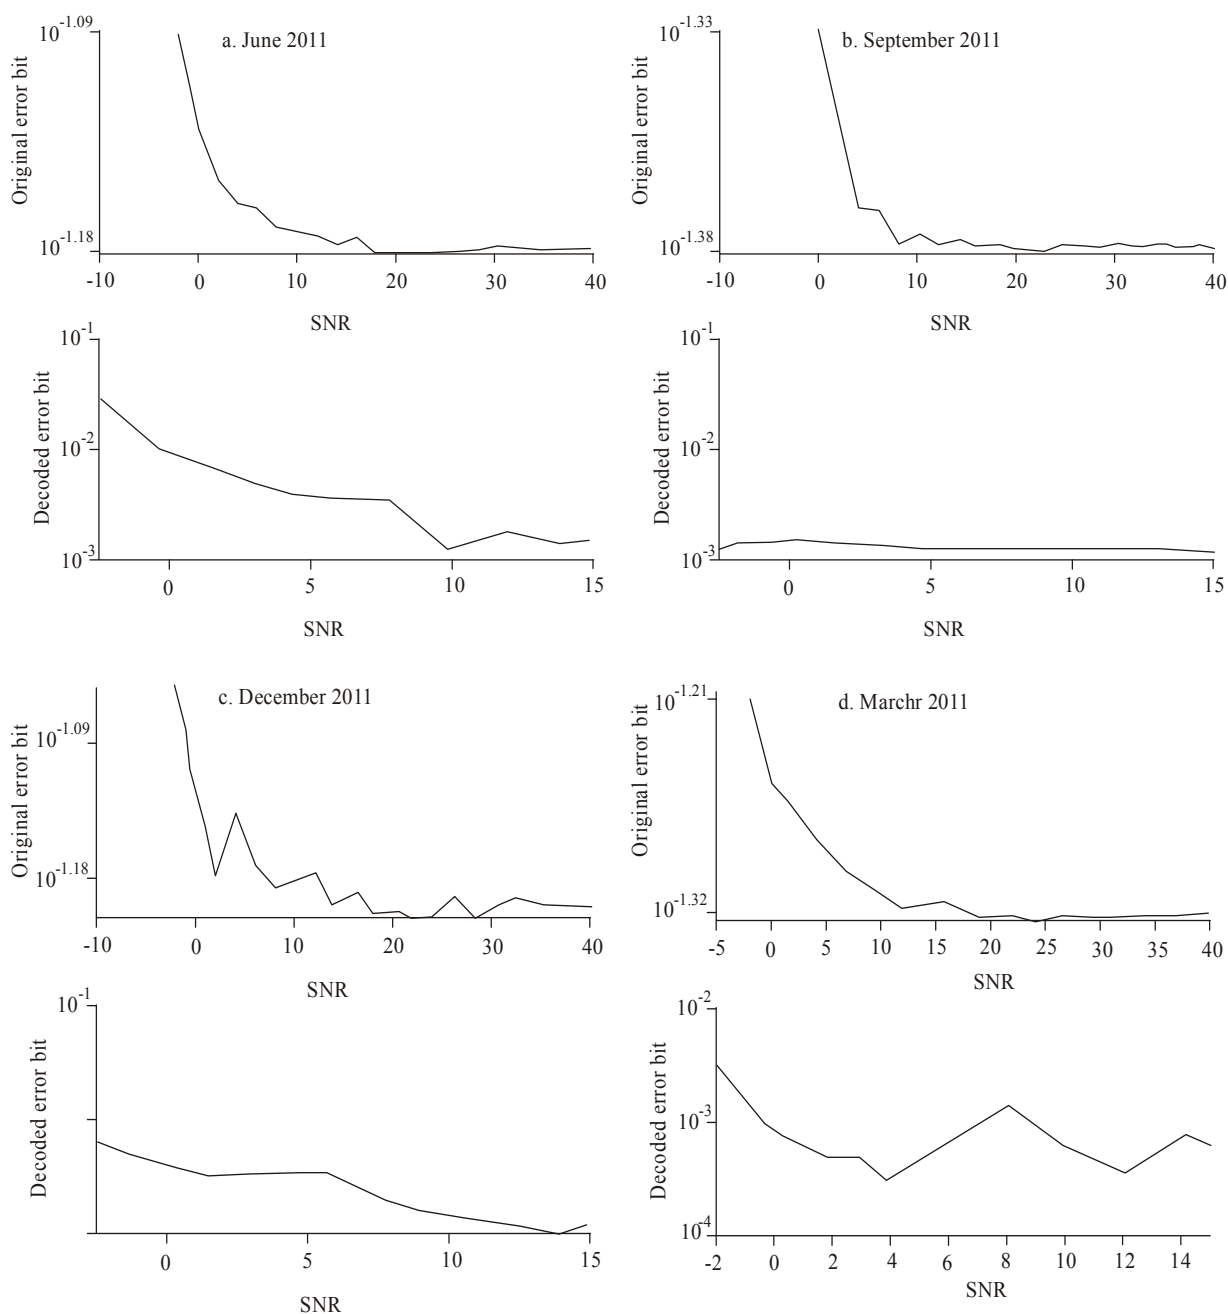 a. June 2011
Original error bit
10^-1.09
10^-1.18
-10 0 10 20 30 40
SNR
b. September 2011
Original error bit
10^-1.33
10^-1.38
-10 0 10 20 30 40
SNR
Decoded error bit
10^-1
10^-2
10^-3
0 5 10 15
SNR
Decoded error bit
10^-1
10^-2
10^-3
0 5 10 15
SNR
c. December 2011
Original error bit
10^-1.09
10^-1.18
-10 0 10 20 30 40
SNR
d. Marchr 2011
Original error bit
10^-1.21
10^-1.32
-5 0 5 10 15 20 25 30 35 40
SNR
Decoded error bit
10^-1
0 5 10 15
SNR
Decoded error bit
10^-2
10^-3
10^-4
-2 0 2 4 6 8 10 12 14
SNR